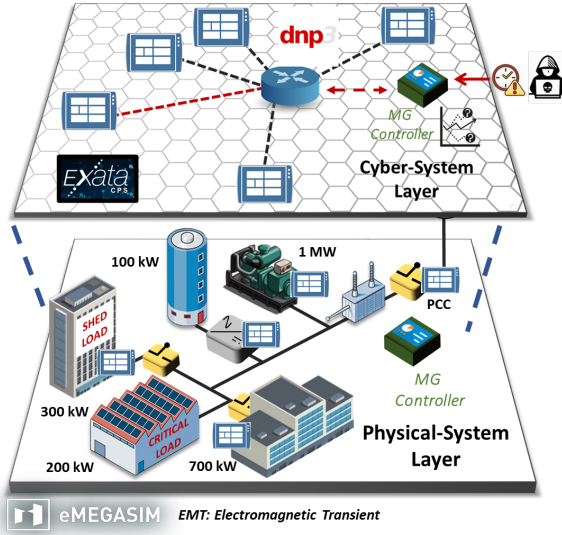 dnp3
MG
Controller
Cyber-System
Layer
EXata
CPS
100 kW
1 MW
PCC
SHED
LOAD
MG
Controller
300 kW
CRITICAL
LOAD
200 kW
700 kW
Physical-System
Layer
eMEGASIM
EMT: Electromagnetic Transient